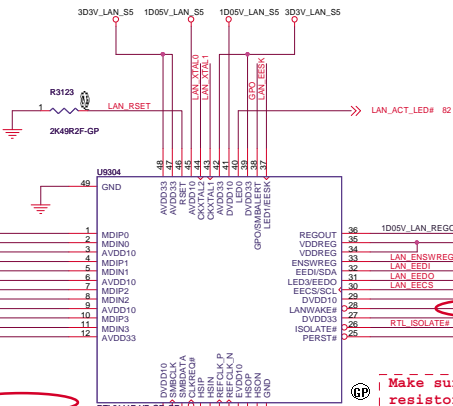 3D3V_LAN_S5 1D05V_LAN_S5 1D05V_LAN_S5 3D3V_LAN_S5
R3123
1 2
LAN_RSET
2K49R2F-GP
LAN_XTAL0
LAN_XTAL1
GPO
LAN_EESK
LAN_ACT_LED# 82
U9304
48 47 46 45 44 43 42 41 40 39 38 37
AVDD33
AVDD33
RSET
AVDD10
CKXTAL2
CKXTAL1
AVDD33
DVDD10
LED0
DVDD33
GPO/SMBALERT
LED1/EESK
49 GND
1 MDIP0
2 MDIN0
3 AVDD10
4 MDIP1
5 MDIN1
6 AVDD10
7 MDIP2
8 MDIN2
9 AVDD10
10 MDIP3
11 MDIN3
12 AVDD33
REGOUT 36 1D05V_LAN_REGO
VDDREG 35
VDDREG 34
ENSWREG 33 LAN_ENSWREG
EEDI/SDA 32 LAN_EEDI
LED3/EEDO 31 LAN_EEDO
EECS/SCL 30 LAN_EECS
DVDD10 29
LANWAKE# 28
DVDD33 27
ISOLATE# 26 RTL_ISOLATE#
PERST# 25
DVDD10
SMBCLK
SMBDATA
CLKREQ#
HSIP
HSIN
REFCLK_P
REFCLK_N
EVDD10
HSOP
HSON
GND
GP
Make su
resisto